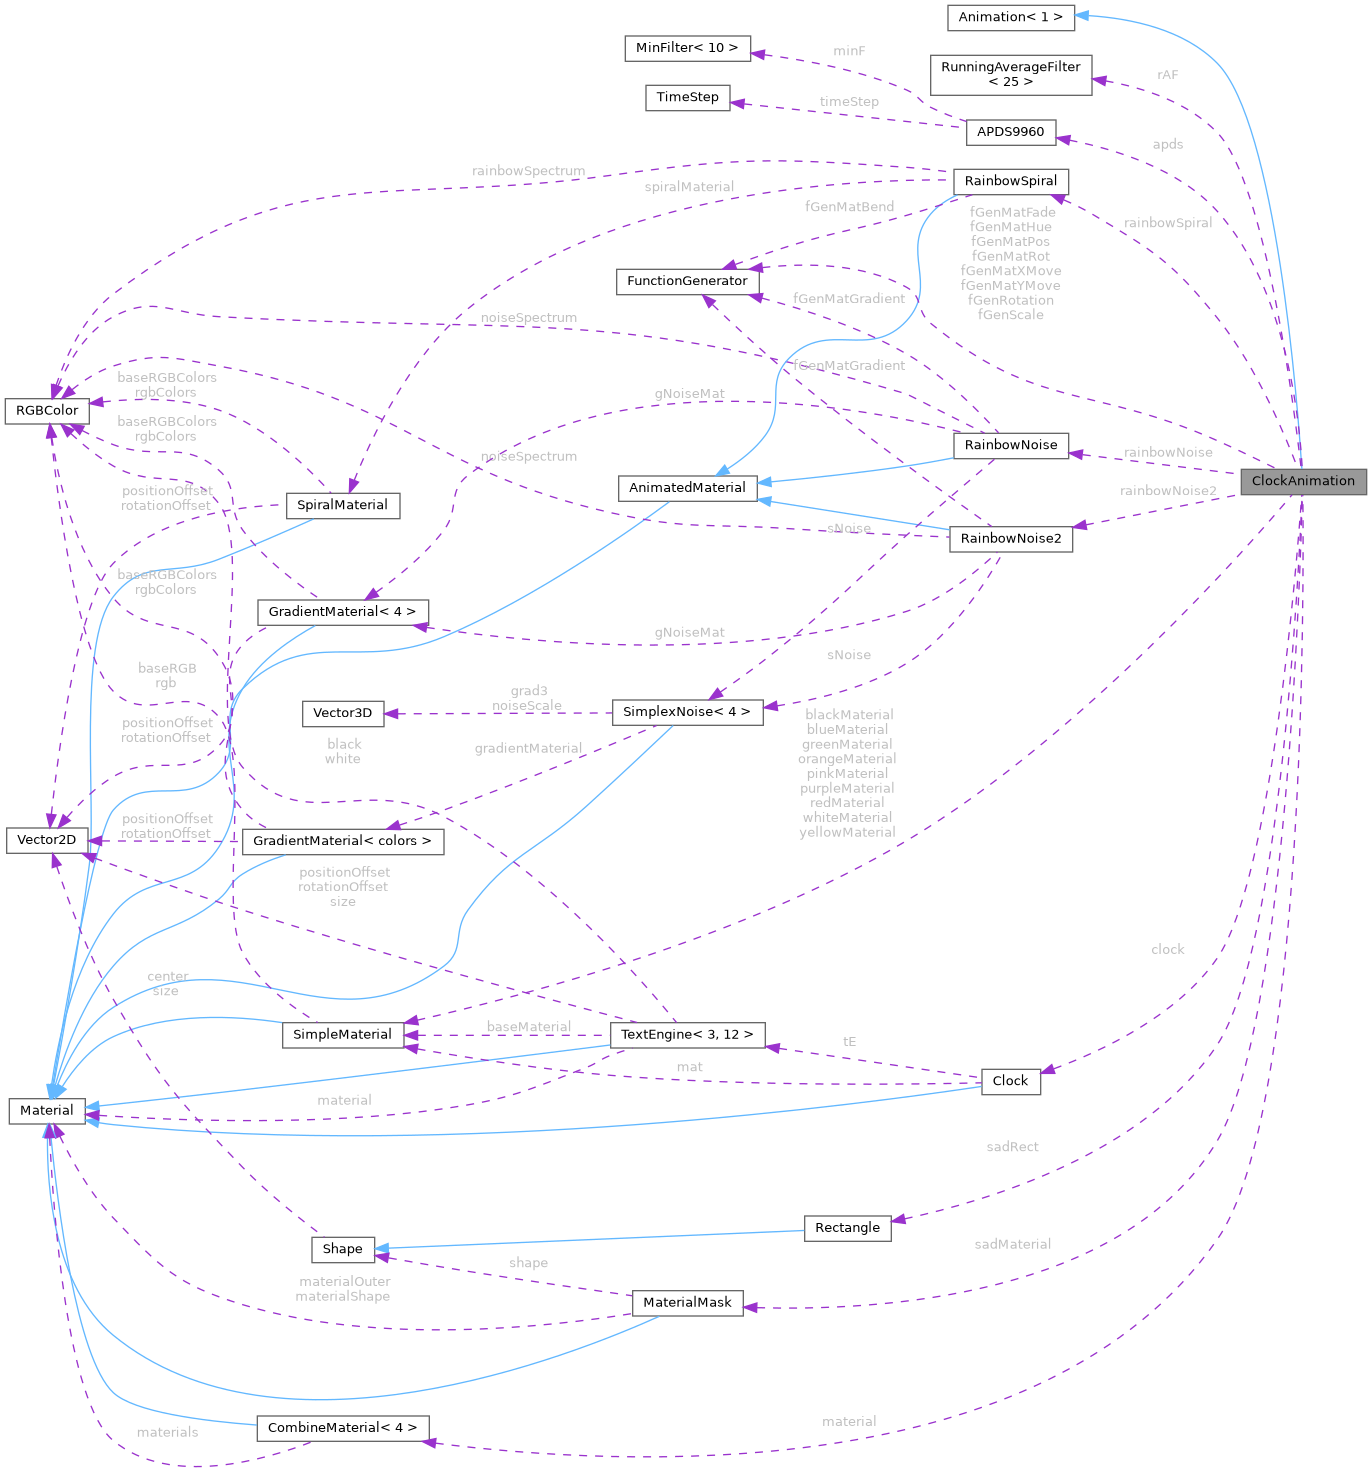 Animation< 1 >
MinFilter< 10 >
minF
RunningAverageFilter
< 25 >
rAF
TimeStep
timeStep
APDS9960
apds
rainbowSpectrum
RainbowSpiral
spiralMaterial
fGenMatBend
fGenMatFade
fGenMatHue
fGenMatPos
fGenMatRot
fGenMatXMove
fGenMatYMove
fGenRotation
fGenScale
rainbowSpiral
FunctionGenerator
fGenMatGradient
noiseSpectrum
fGenMatGradient
baseRGBColors
rgbColors
gNoiseMat
RGBColor
baseRGBColors
rgbColors
RainbowNoise
rainbowNoise
noiseSpectrum
ClockAnimation
AnimatedMaterial
rainbowNoise2
positionOffset
rotationOffset
SpiralMaterial
sNoise
RainbowNoise2
baseRGBColors
rgbColors
GradientMaterial< 4 >
gNoiseMat
sNoise
baseRGB
rgb
grad3
noiseScale
Vector3D
SimplexNoise< 4 >
positionOffset
rotationOffset
black
white
gradientMaterial
blackMaterial
blueMaterial
greenMaterial
orangeMaterial
pinkMaterial
purpleMaterial
redMaterial
whiteMaterial
yellowMaterial
positionOffset
rotationOffset
Vector2D
GradientMaterial< colors >
positionOffset
rotationOffset
size
clock
center
size
SimpleMaterial
baseMaterial
TextEngine< 3, 12 >
tE
mat
Clock
Material
material
sadRect
Rectangle
Shape
shape
sadMaterial
materialOuter
materialShape
MaterialMask
CombineMaterial< 4 >
materials
material